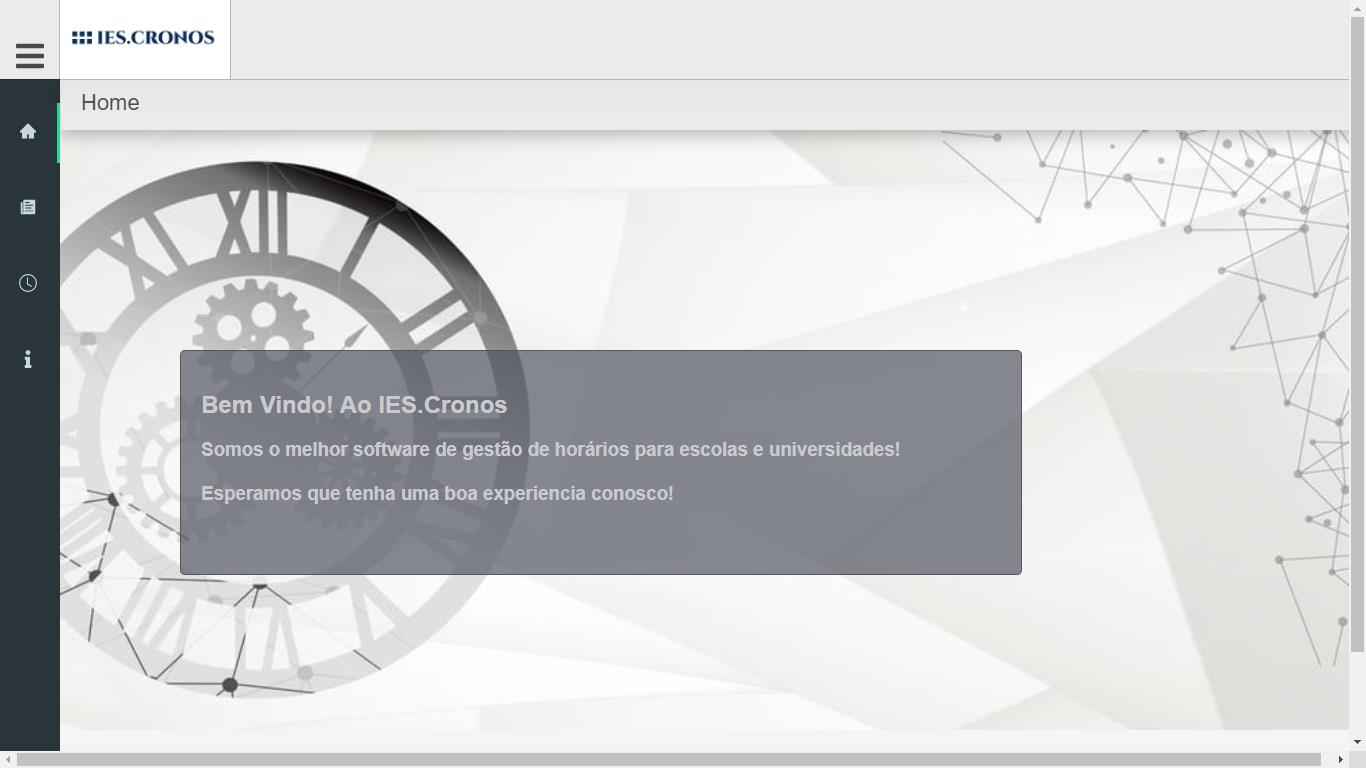 IES.CRONOS
Home
XII
Bem Vindo! Ao IES.Cronos
Somos o melhor software de gestão de horários para escolas e universidades!
Esperamos que tenha uma boa experiencia conosco!